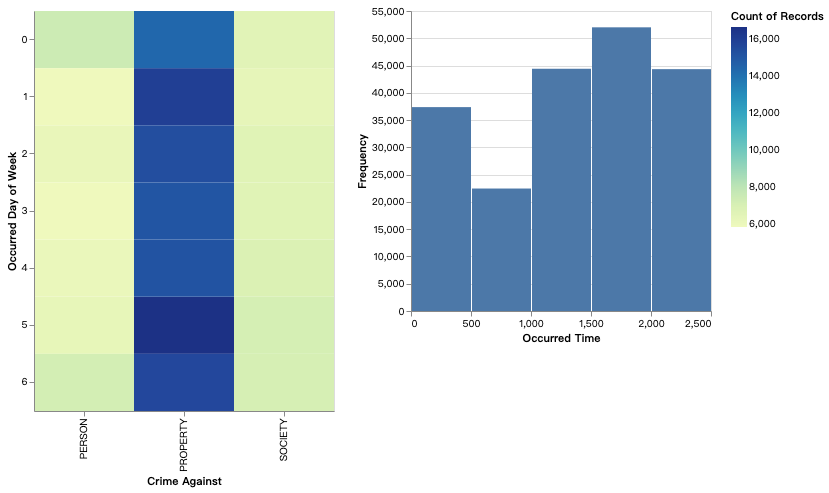 Occurred Day of Week
0
1
2
3
4
5
6
PERSON
PROPERTY
SOCIETY
Crime Against
Frequency
55,000
50,000
45,000
40,000
35,000
30,000
25,000
20,000
15,000
10,000
5,000
0
0 500 1,000 1,500 2,000 2,500
Occurred Time
Count of Records
16,000
14,000
12,000
10,000
8,000
6,000